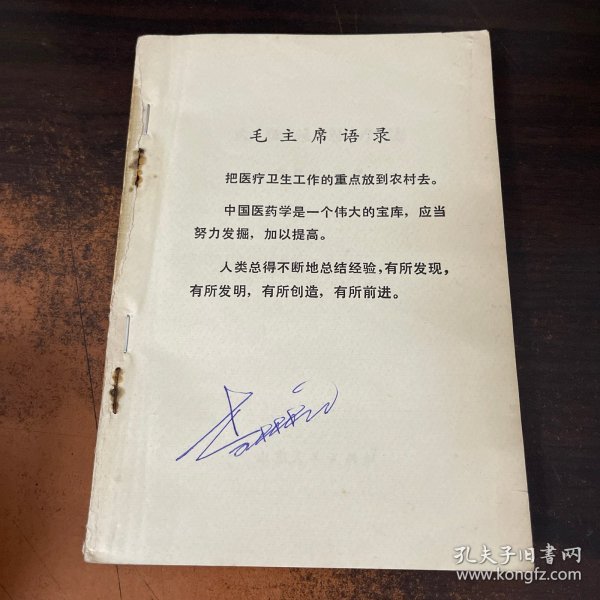 毛主席语录
把医疗卫生工作的重点放到农村去。
中国医药学是一个伟大的宝库，应当
努力发掘，加以提高。
人类总得不断地总结经验，有所发现，
有所发明，有所创造，有所前进。
孔夫子旧书网
www.kongfz.com